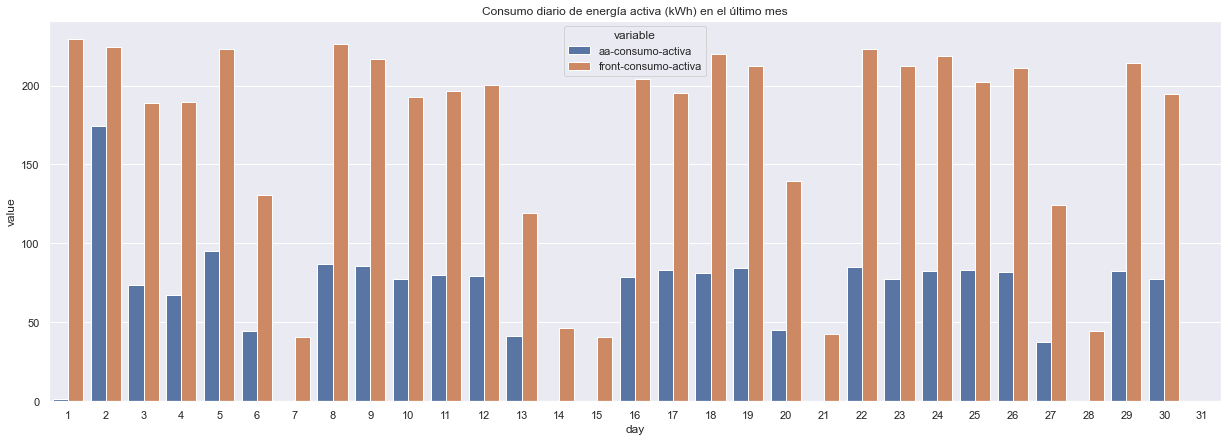 Consumo diario de energía activa (kWh) en el último mes
variable
aa-consumo-activa
front-consumo-activa
value
200
150
100
50
0
1 2 3 4 5 6 7 8 9 10 11 12 13 14 15 16 17 18 19 20 21 22 23 24 25 26 27 28 29 30 31
day